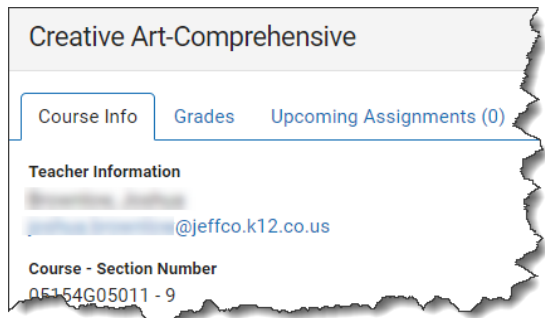 Creative Art-Comprehensive
Course Info Grades Upcoming Assignments (0)
Teacher Information
@jeffco.k12.co.us
Course - Section Number
05154G05011 - 9